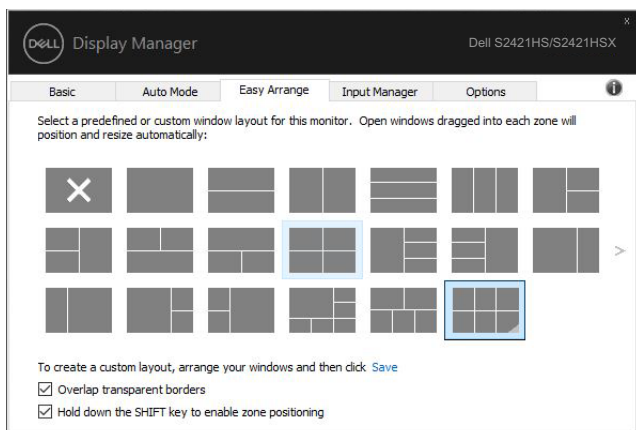 x
DELL Display Manager Dell S2421HS/S2421HSX
Basic Auto Mode Easy Arrange Input Manager Options i
Select a predefined or custom window layout for this monitor. Open windows dragged into each zone will
position and resize automatically:
>
To create a custom layout, arrange your windows and then click Save
Overlap transparent borders
Hold down the SHIFT key to enable zone positioning